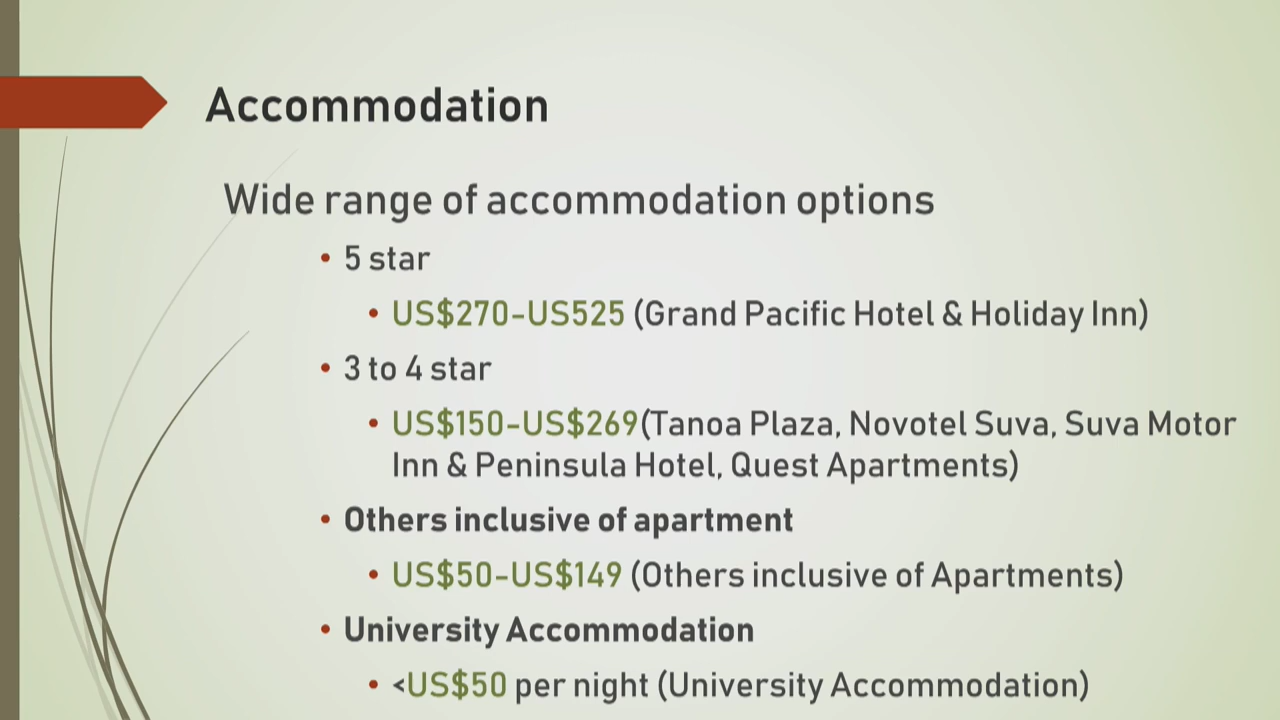 Accommodation
Wide range of accommodation options
• 5 star
• US$270-US525 (Grand Pacific Hotel & Holiday Inn)
• 3 to 4 star
• US$150-US$269(Tanoa Plaza, Novotel Suva, Suva Motor
Inn & Peninsula Hotel, Quest Apartments)
• Others inclusive of apartment
• US$50-US$149 (Others inclusive of Apartments)
• University Accommodation
• <US$50 per night (University Accommodation)